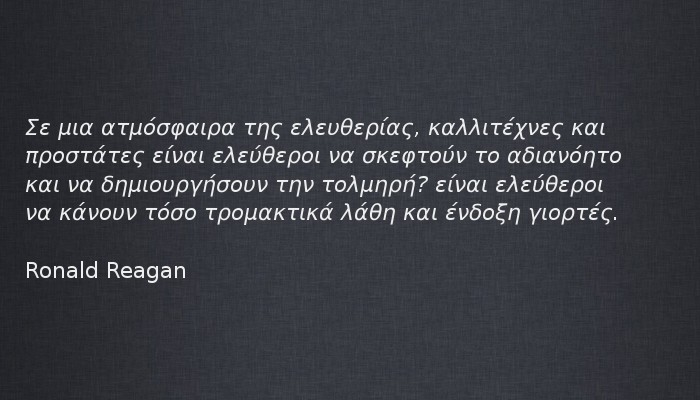 Σε μια ατμόσφαιρα της ελευθερίας, καλλιτέχνες και
προστάτες είναι ελεύθεροι να σκεφτούν το αδιανόητο
και να δημιουργήσουν την τολμηρή? είναι ελεύθεροι
να κάνουν τόσο τρομακτικά λάθη και ένδοξη γιορτές.
Ronald Reagan